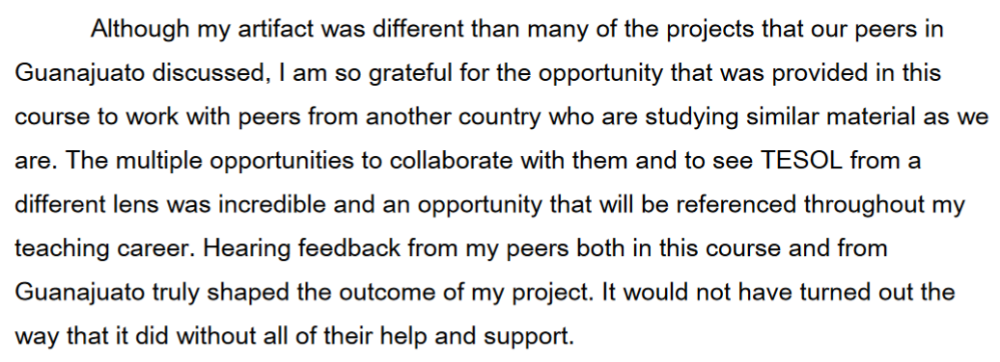 Although my artifact was different than many of the projects that our peers in
Guanajuato discussed, I am so grateful for the opportunity that was provided in this
course to work with peers from another country who are studying similar material as we
are. The multiple opportunities to collaborate with them and to see TESOL from a
different lens was incredible and an opportunity that will be referenced throughout my
teaching career. Hearing feedback from my peers both in this course and from
Guanajuato truly shaped the outcome of my project. It would not have turned out the
way that it did without all of their help and support.